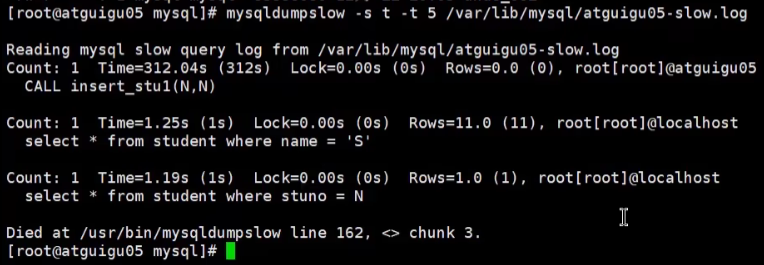 [root@atguigu05 mysql]# mysqldumpslow -s t -t 5 /var/lib/mysql/atguigu05-slow.log
Reading mysql slow query log from /var/lib/mysql/atguigu05-slow.log
Count: 1  Time=312.04s (312s)  Lock=0.00s (0s)  Rows=0.0 (0), root[root]@atguigu05
  CALL insert_stu1(N,N)
Count: 1  Time=1.25s (1s)  Lock=0.00s (0s)  Rows=11.0 (11), root[root]@localhost
  select * from student where name = 'S'
Count: 1  Time=1.19s (1s)  Lock=0.00s (0s)  Rows=1.0 (1), root[root]@localhost
  select * from student where stuno = N
Died at /usr/bin/mysqldumpslow line 162, <> chunk 3.
[root@atguigu05 mysql]#